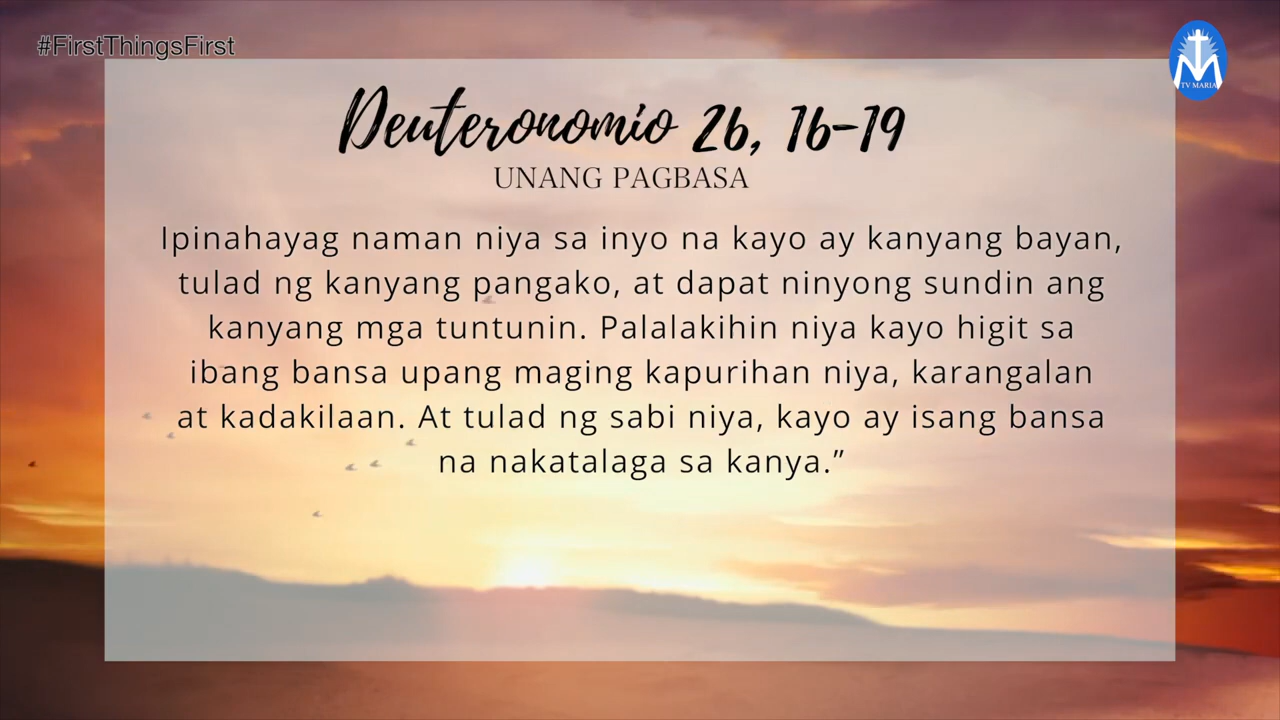 #FirstThingsFirst
TV MARIA
Deuteronomio 26, 16-19
UNANG PAGBASA
Ipinahayag naman niya sa inyo na kayo ay kanyang bayan,
tulad ng kanyang pangako, at dapat ninyong sundin ang
kanyang mga tuntunin. Palalakihin niya kayo higit sa
ibang bansa upang maging kapurihan niya, karangalan
at kadakilaan. At tulad ng sabi niya, kayo ay isang bansa
na nakatalaga sa kanya.”